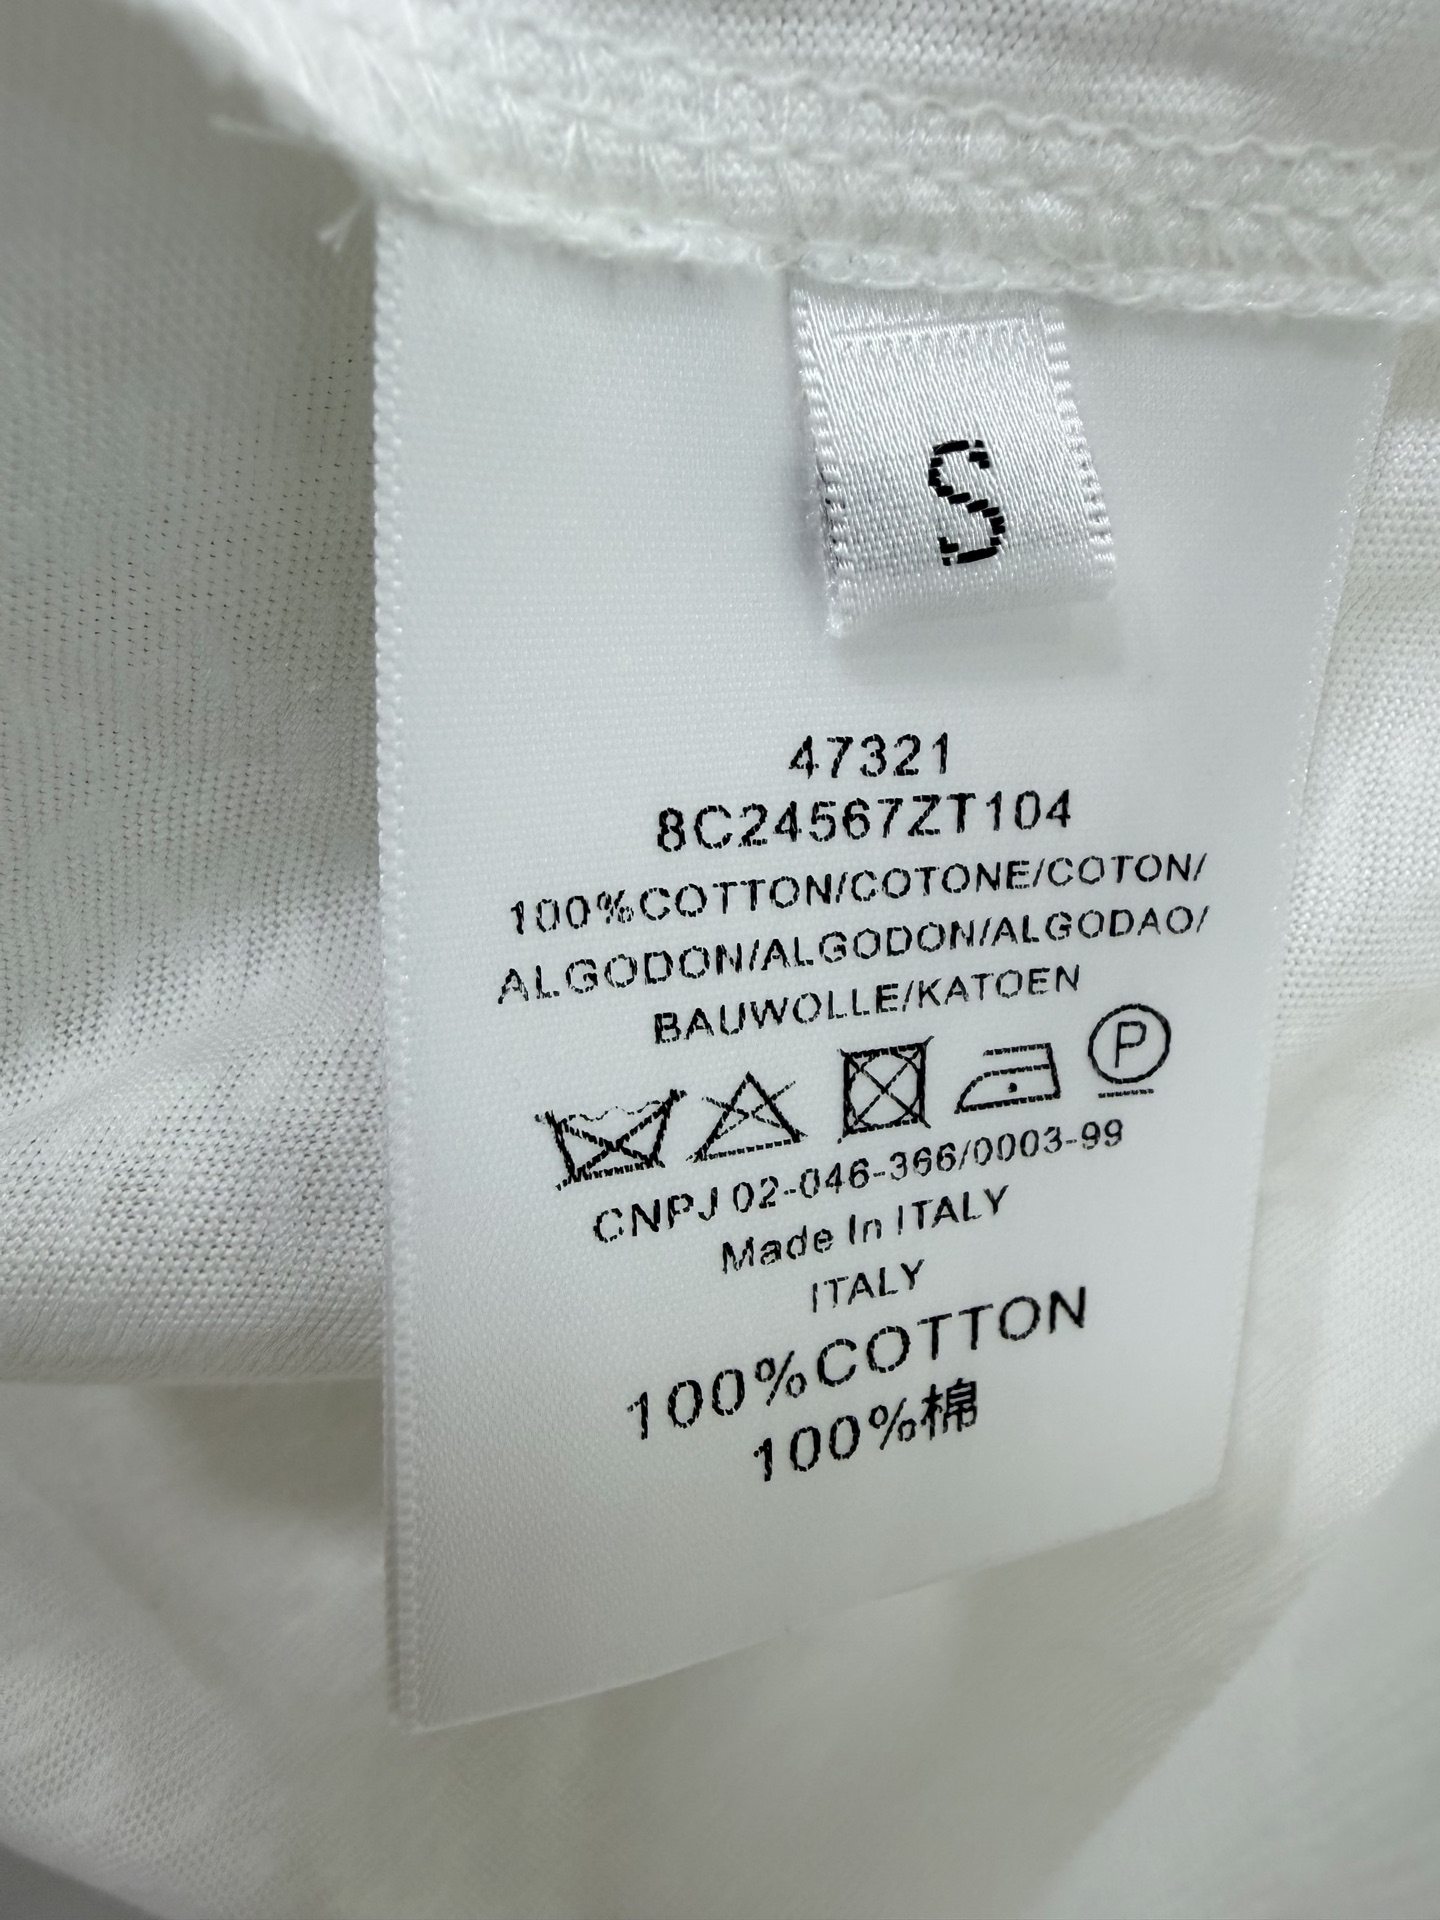 S
47321
8C24567ZT104
100%COTTON/COTONE/COTON/
ALGODON/ALGODON/ALGODAO/
BAUWOLLE/KATOEN
P
CNPJ 02-046-366/0003-99
Made In ITALY
ITALY
100%COTTON
100%棉